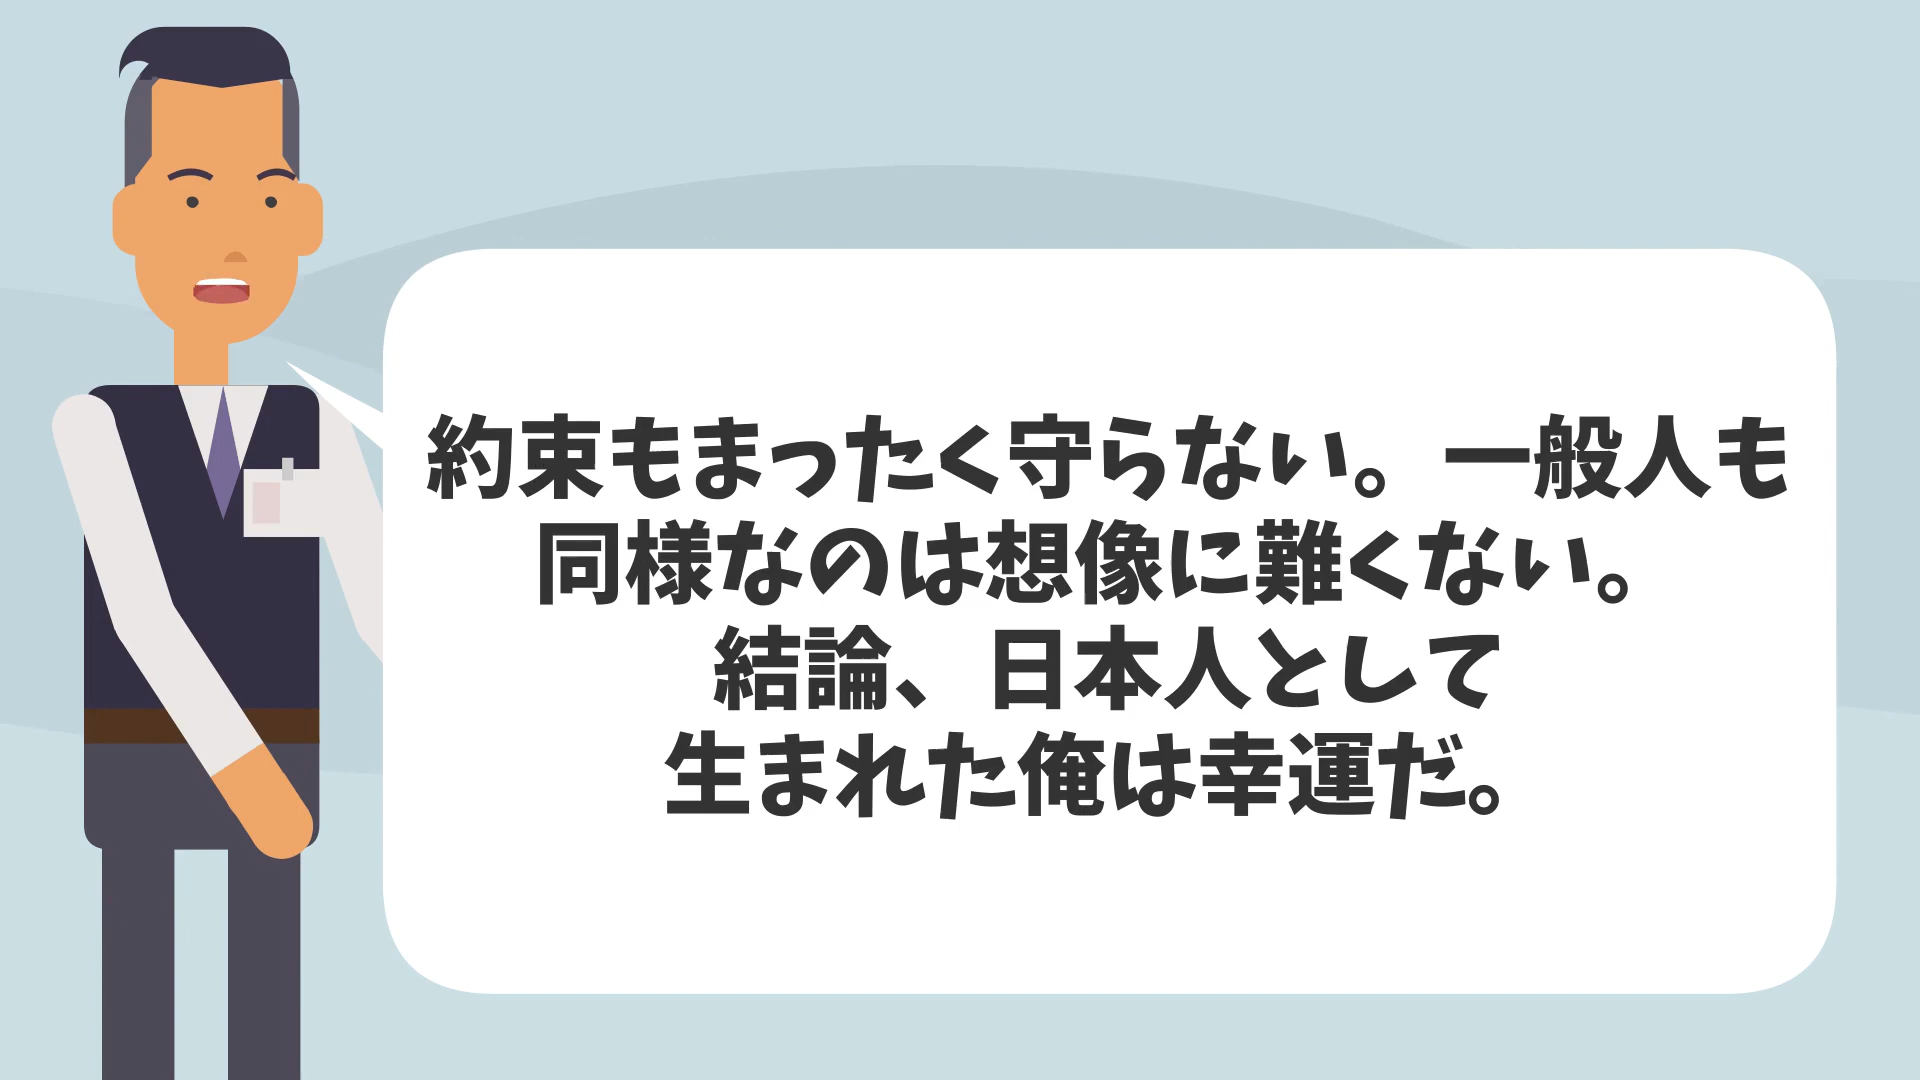 約束もまったく守らない。一般人も
同様なのは想像に難くない。
結論、日本人として
生まれた俺は幸運だ。